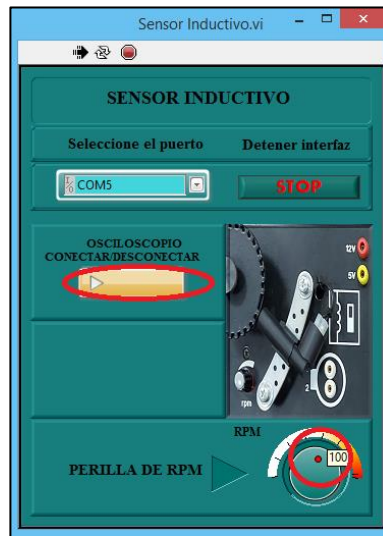 Sensor Inductivo.vi
SENSOR INDUCTIVO
Seleccione el puerto
Detener interfaz
COM5
STOP
OSCILOSCOPIO
CONECTAR/DESCONECTAR
12V
5V
rpm
2
RPM
PERILLA DE RPM
100